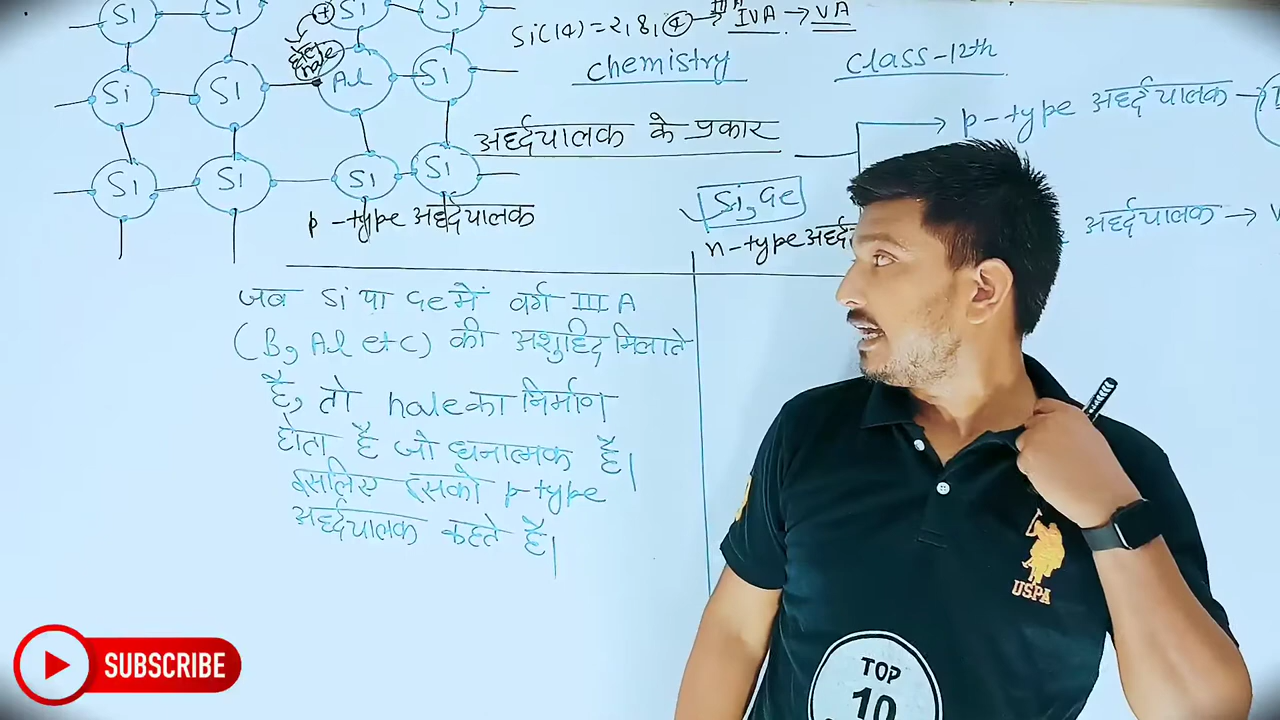 Si Si Si Si
Si(14) = 2,8,4 → IIIA IVA → VA
chemistry
Class-12th
Si Si Al Si
hole
p-type अर्द्धचालक →
अर्द्धचालक के प्रकार
Si Si Si Si
Si, Ge
p-type अर्द्धचालक
n-type
अर्द्धचालक → V
जब Si या Ge में वर्ग III A
(B, Al etc) की अशुद्धि मिलाते
है, तो hole का निर्माण
होता है जो धनात्मक है।
इसलिए इसको p-type
अर्द्धचालक कहते है।
USPA
SUBSCRIBE
TOP
10